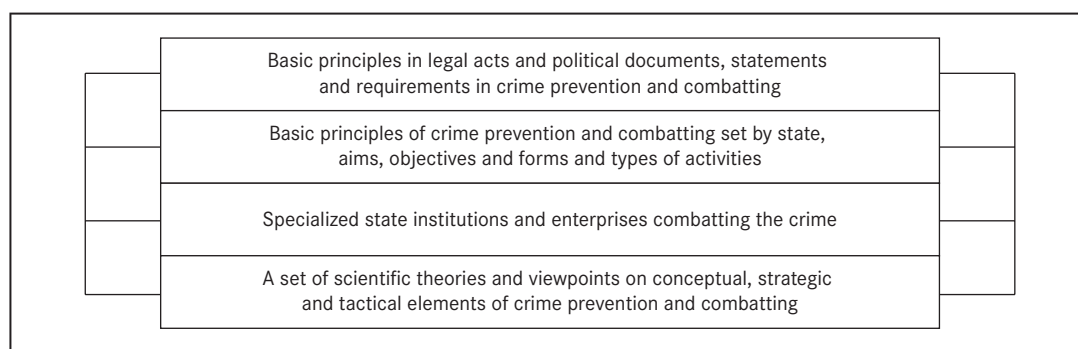 Basic principles in legal acts and political documents, statements
and requirements in crime prevention and combatting
Basic principles of crime prevention and combatting set by state,
aims, objectives and forms and types of activities
Specialized state institutions and enterprises combatting the crime
A set of scientific theories and viewpoints on conceptual, strategic
and tactical elements of crime prevention and combatting